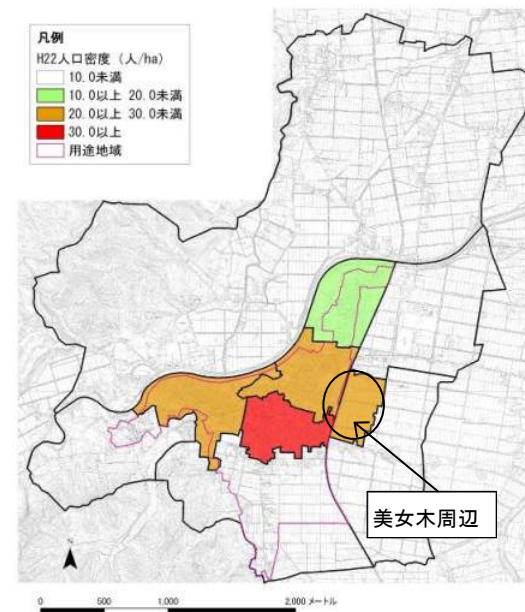 凡例
H22人口密度 (人/ha)
10.0未満
10.0以上 20.0未満
20.0以上 30.0未満
30.0以上
用途地域
美女木周辺
N
0 500 1,000 2,000 メートル